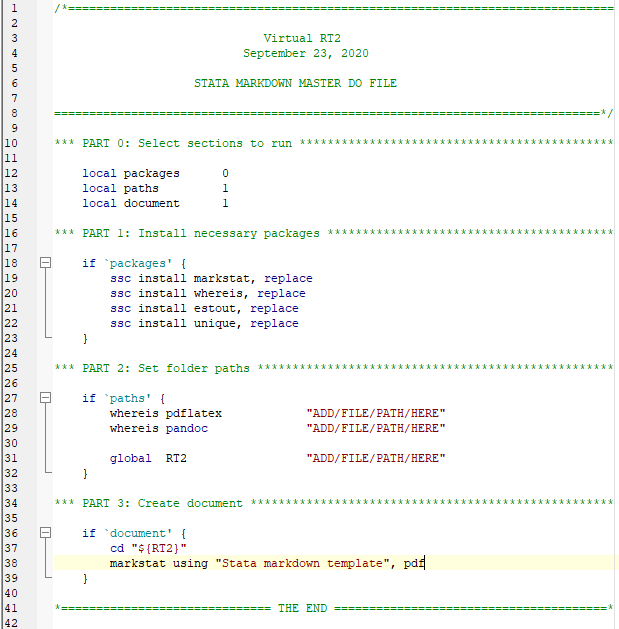 1 /*==============================================================================
2
3 Virtual RT2
4 September 23, 2020
5
6 STATA MARKDOWN MASTER DO FILE
7
8 ==============================================================================*/
9
10 *** PART 0: Select sections to run *********************************************
11
12 local packages 0
13 local paths 1
14 local document 1
15
16 *** PART 1: Install necessary packages *****************************************
17
18 if `packages' {
19 ssc install markstat, replace
20 ssc install whereis, replace
21 ssc install estout, replace
22 ssc install unique, replace
23 }
24
25 *** PART 2: Set folder paths ***************************************************
26
27 if `paths' {
28 whereis pdflatex "ADD/FILE/PATH/HERE"
29 whereis pandoc "ADD/FILE/PATH/HERE"
30
31 global RT2 "ADD/FILE/PATH/HERE"
32 }
33
34 *** PART 3: Create document ****************************************************
35
36 if `document' {
37 cd "${RT2}"
38 markstat using "Stata markdown template", pdf
39 }
40
41 *============================== THE END =======================================*
42